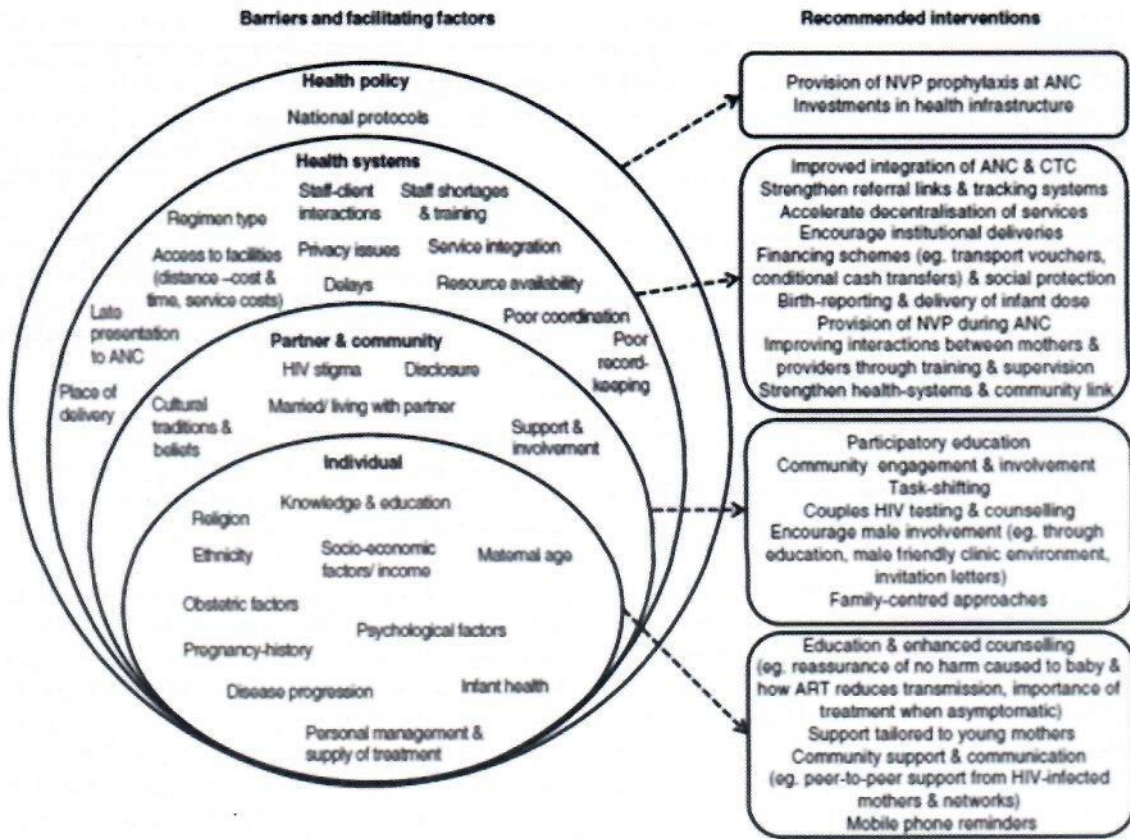 Barriers and facilitating factors
Health policy
National protocols
Health systems
Staff-client
interactions
Staff shortages
& training
Regimen type
Privacy issues
Service integration
Access to facilities
(distance –cost &
time, service costs)
Delays
Resource availability
Late
presentation
to ANC
Poor coordination
Poor
record-
keeping
Place of
delivery
Partner & community
HIV stigma
Disclosure
Married/ living with partner
Cultural
traditions &
beliefs
Support &
involvement
Individual
Knowledge & education
Religion
Ethnicity
Socio-economic
factors/ income
Maternal age
Obstetric factors
Psychological factors
Pregnancy-history
Disease progression
Infant health
Personal management &
supply of treatment
Recommended interventions
Provision of NVP prophylaxis at ANC
Investments in health infrastructure
Improved integration of ANC & CTC
Strengthen referral links & tracking systems
Accelerate decentralisation of services
Encourage institutional deliveries
Financing schemes (eg. transport vouchers,
conditional cash transfers) & social protection
Birth-reporting & delivery of infant dose
Provision of NVP during ANC
Improving interactions between mothers &
providers through training & supervision
Strengthen health-systems & community link
Participatory education
Community engagement & involvement
Task-shifting
Couples HIV testing & counselling
Encourage male involvement (eg. through
education, male friendly clinic environment,
invitation letters)
Family-centred approaches
Education & enhanced counselling
(eg. reassurance of no harm caused to baby &
how ART reduces transmission, importance of
treatment when asymptomatic)
Support tailored to young mothers
Community support & communication
(eg. peer-to-peer support from HIV-infected
mothers & networks)
Mobile phone reminders